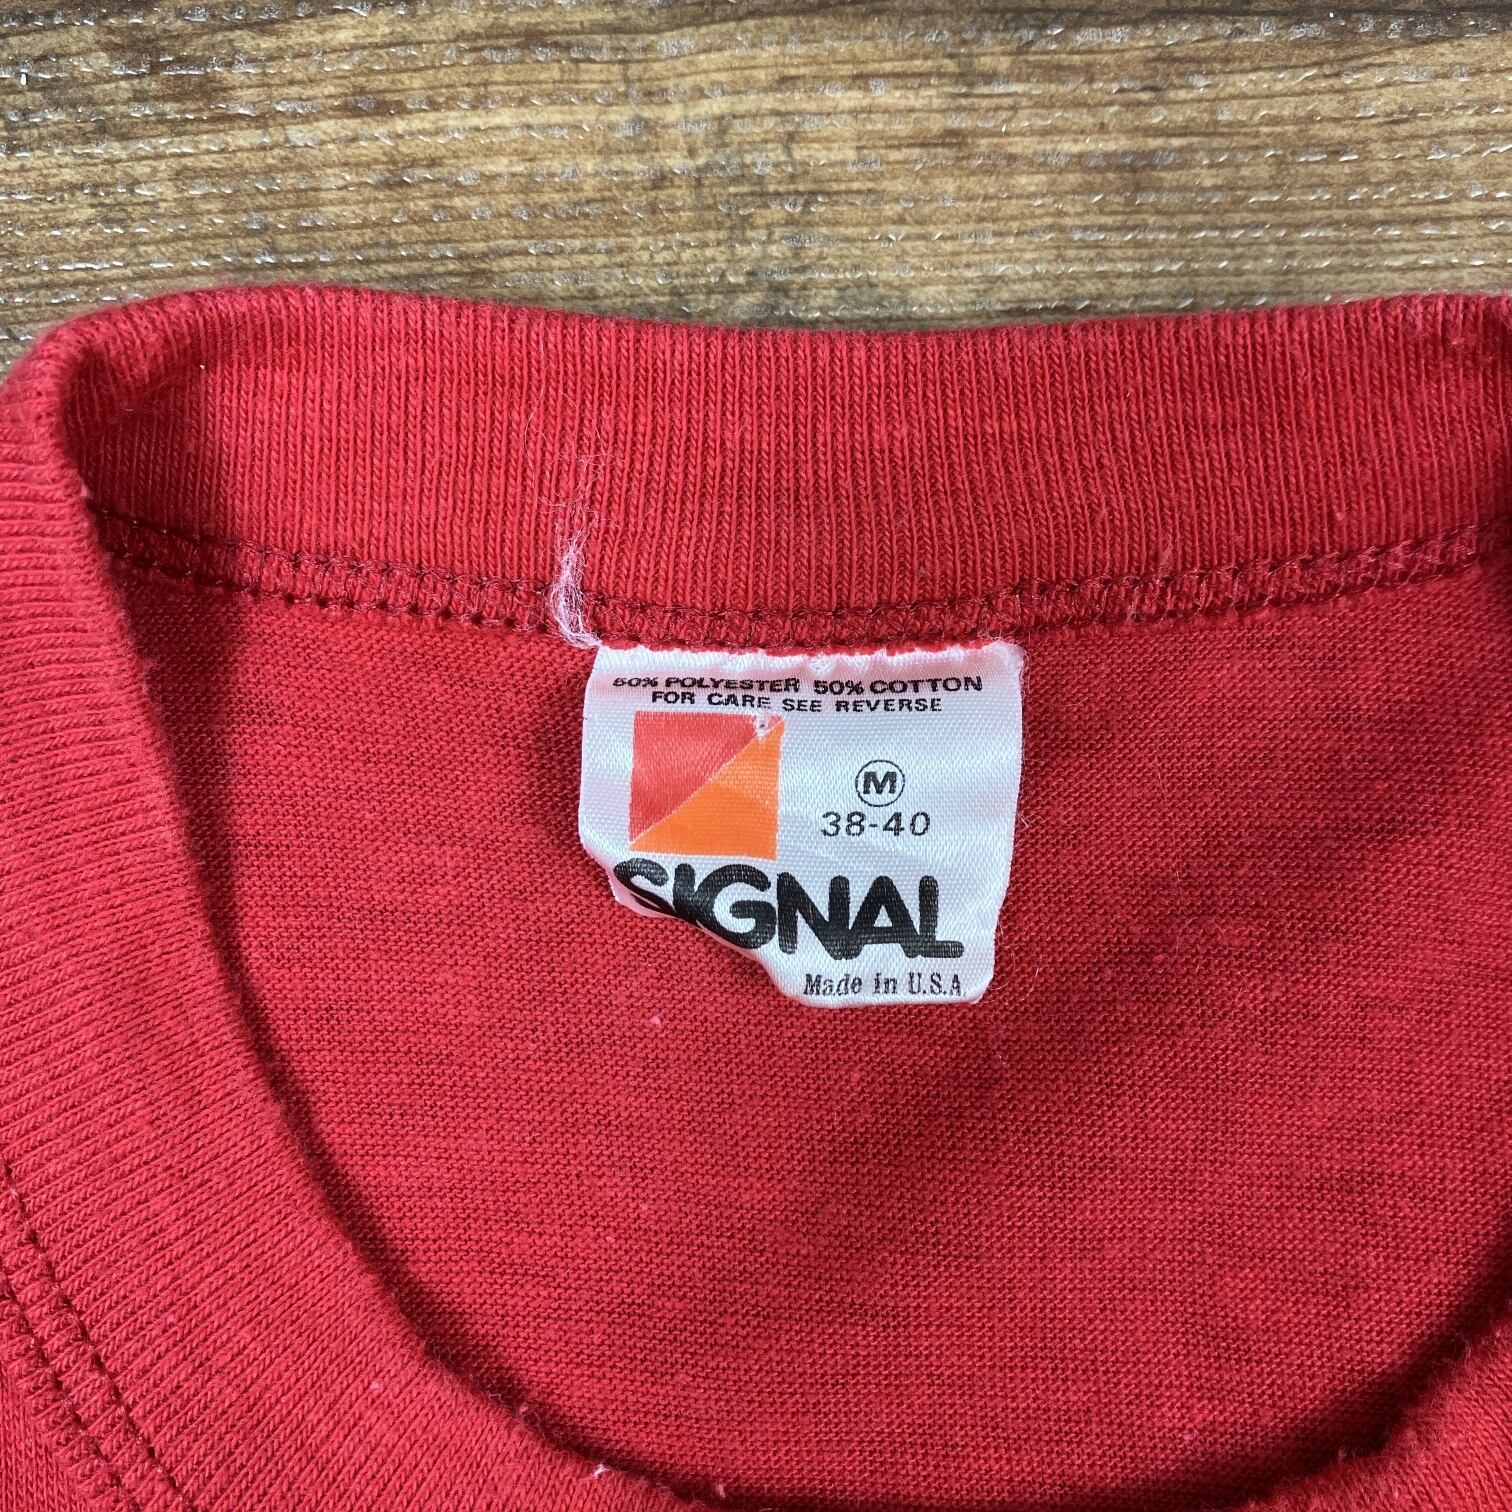 50% POLYESTER 50% COTTON
FOR CARE SEE REVERSE
M
38-40
SIGNAL
Made in U.S.A